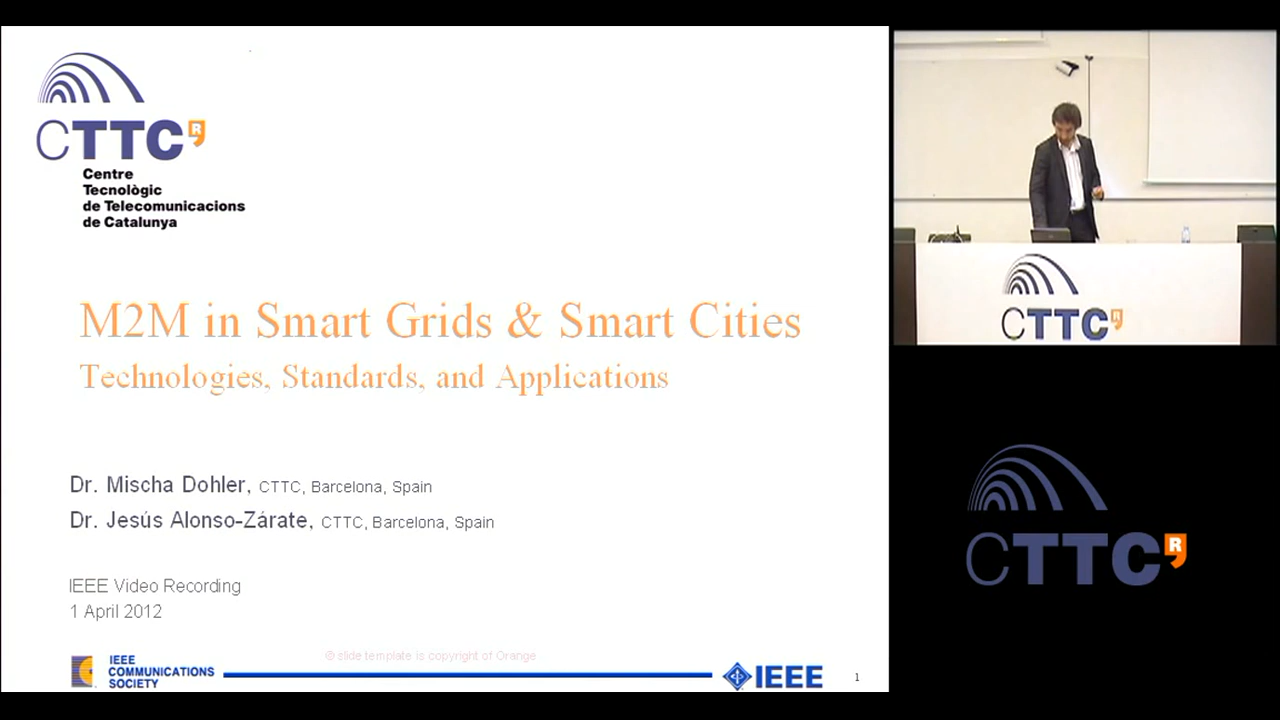 CTTC R
Centre
Tecnològic
de Telecomunicacions
de Catalunya
M2M in Smart Grids & Smart Cities
Technologies, Standards, and Applications
Dr. Mischa Dohler, CTTC, Barcelona, Spain
Dr. Jesús Alonso-Zárate, CTTC, Barcelona, Spain
IEEE Video Recording
1 April 2012
© slide template is copyright of Orange
IEEE
COMMUNICATIONS
SOCIETY
IEEE
1
CTTC R
CTTC R